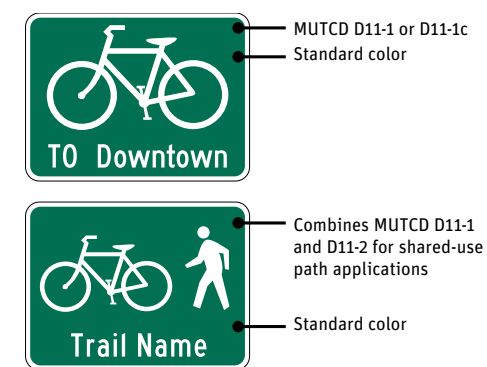 MUTCD D11-1 or D11-1c
Standard color
TO Downtown
Combines MUTCD D11-1
and D11-2 for shared-use
path applications
Standard color
Trail Name